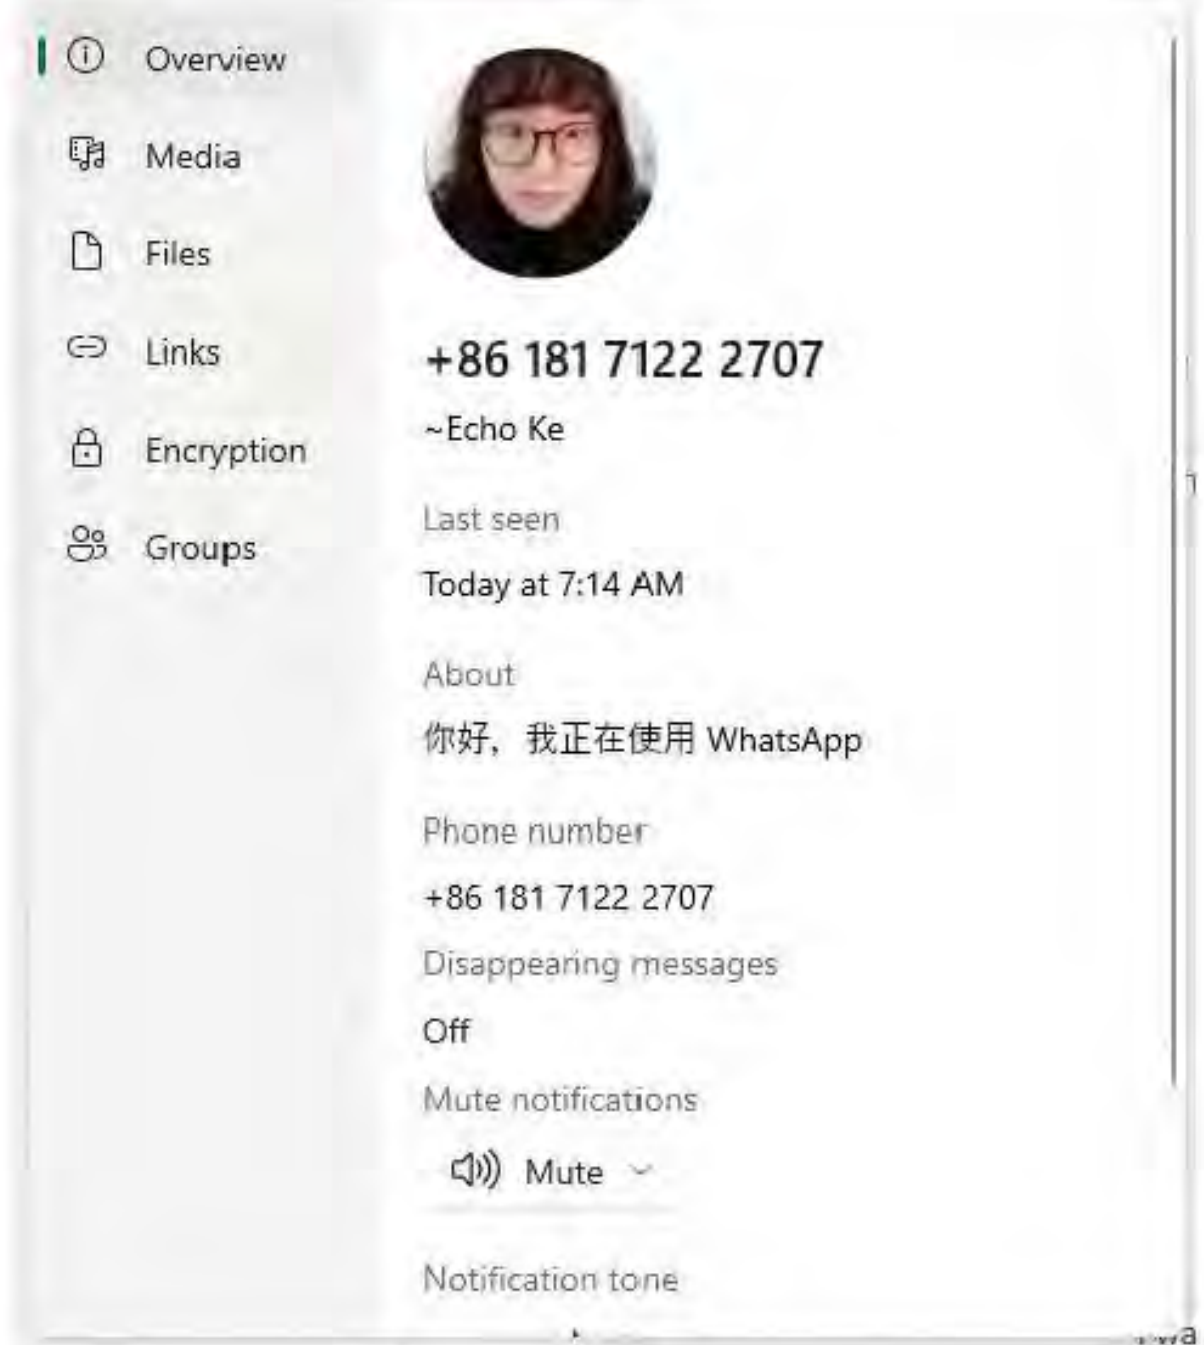 Overview
Media
Files
Links
Encryption
Groups
+86 181 7122 2707
~Echo Ke
Last seen
Today at 7:14 AM
About
你好，我正在使用 WhatsApp
Phone number
+86 181 7122 2707
Disappearing messages
Off
Mute notifications
Mute
Notification tone